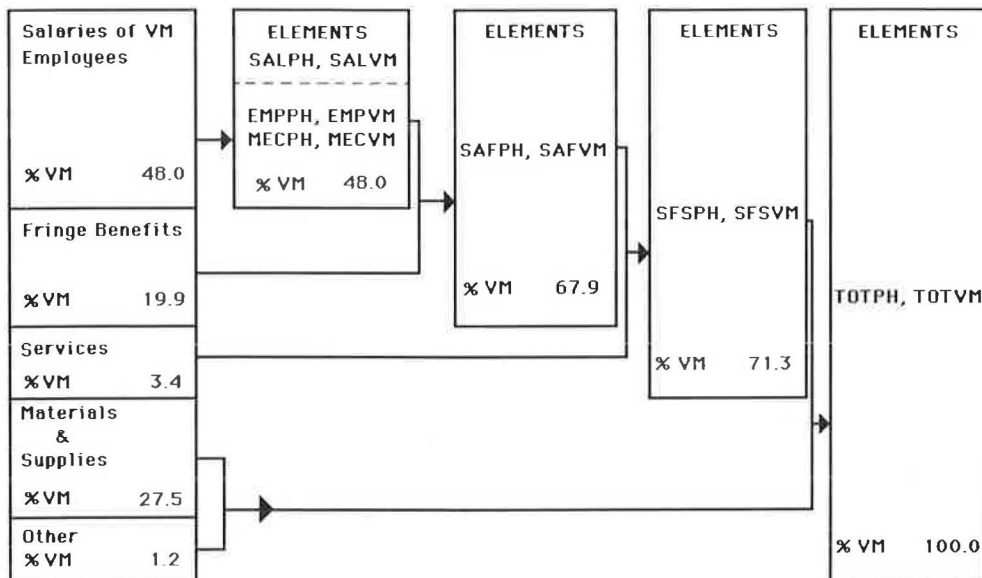 Salaries of VM
Employees
% VM 48.0
Fringe Benefits
% VM 19.9
Services
% VM 3.4
Materials
&
Supplies
% VM 27.5
Other
% VM 1.2
ELEMENTS
SALPH, SALVM
EMPPH, EMPVM
MECPH, MECVM
% VM 48.0
ELEMENTS
SAFPH, SAFVM
% VM 67.9
ELEMENTS
SFSPH, SFSVM
% VM 71.3
ELEMENTS
TOTPH, TOTVM
% VM 100.0